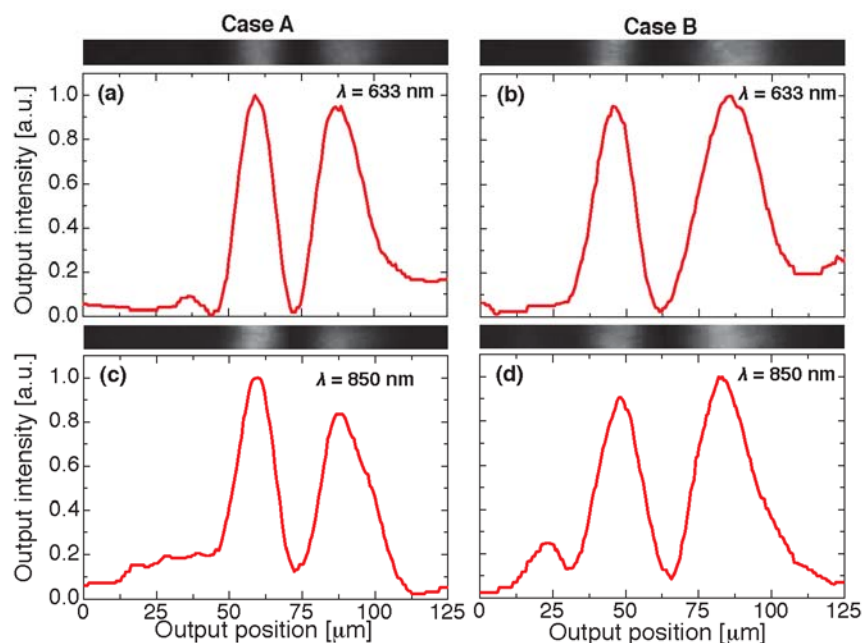 Case A
Case B
(a)
λ = 633 nm
(b)
λ = 633 nm
Output intensity [a.u.]
1.0
0.8
0.6
0.4
0.2
0.0
(c)
λ = 850 nm
(d)
λ = 850 nm
Output intensity [a.u.]
1.0
0.8
0.6
0.4
0.2
0.0
0 25 50 75 100 125
0 25 50 75 100 125
Output position [μm]
Output position [μm]